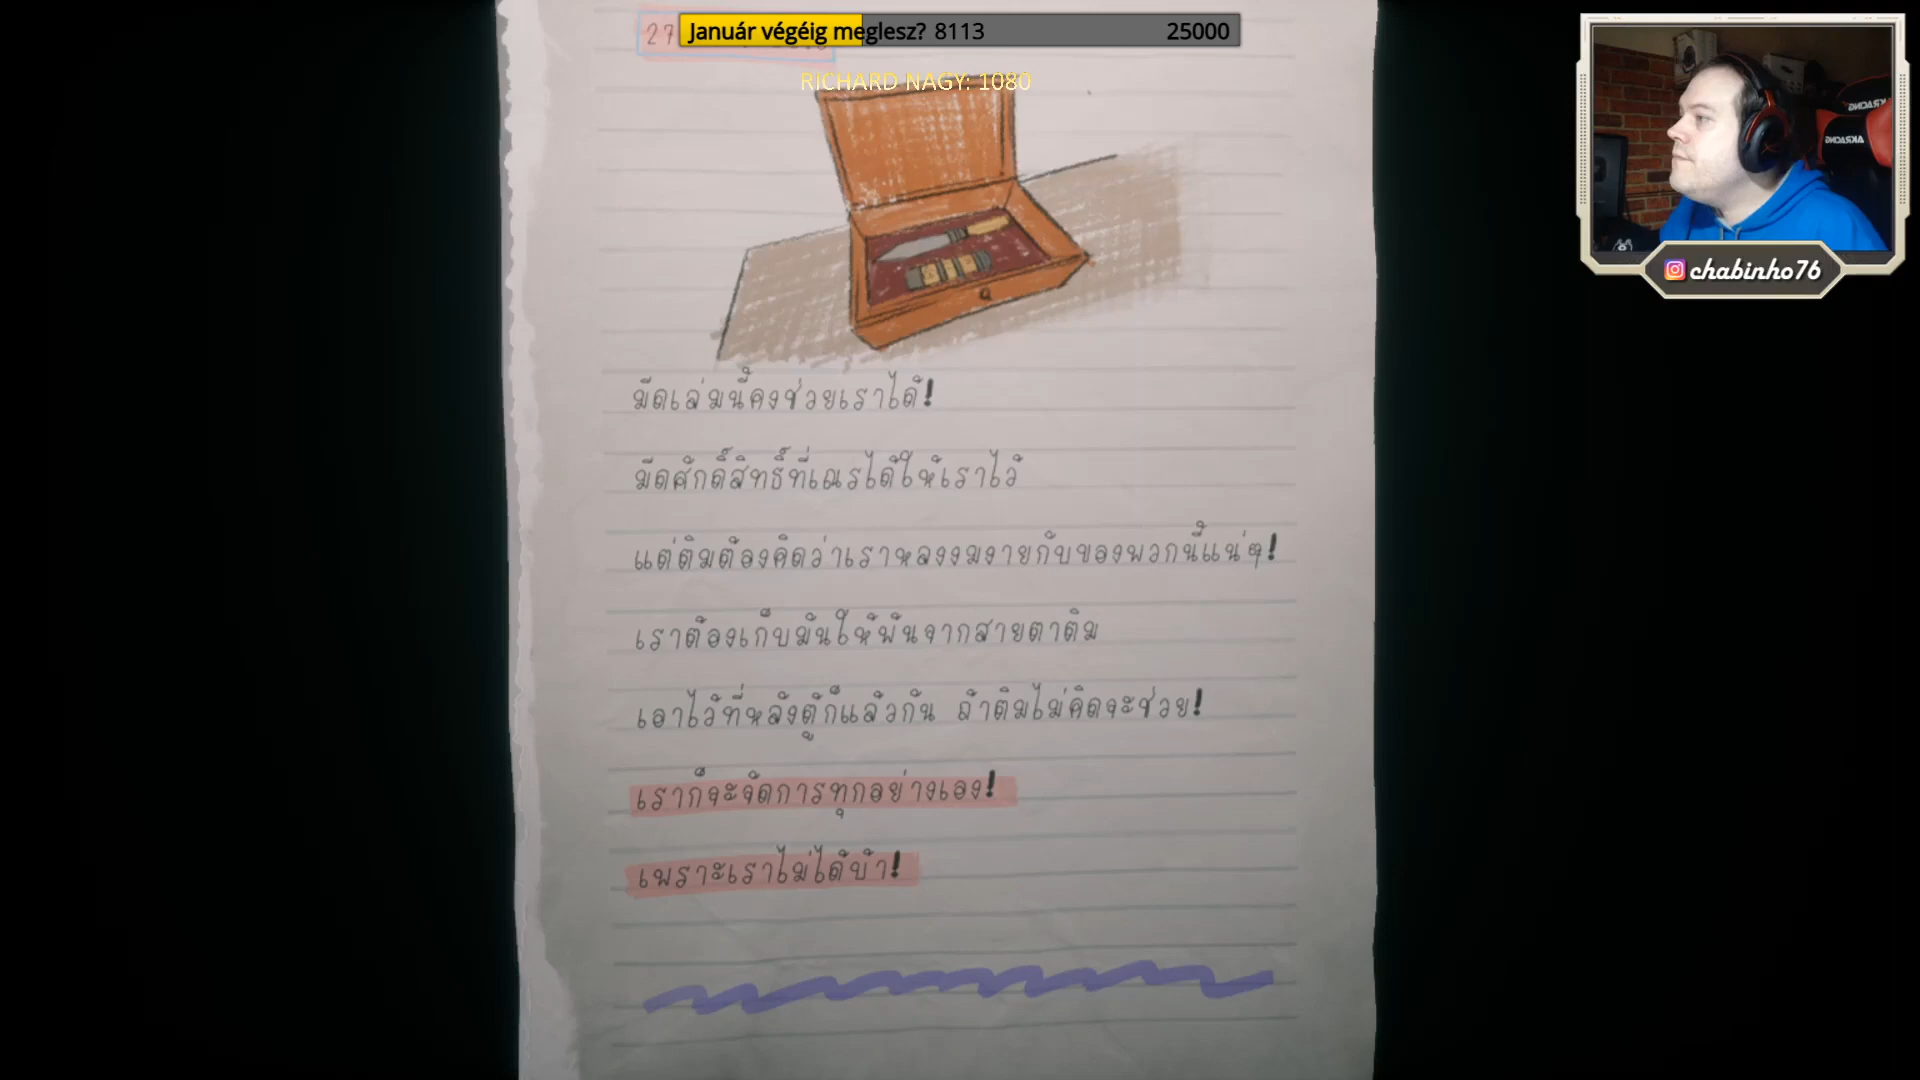 27
Január végéig meglesz? 8113 25000
RICHARD NAGY: 1080
chabinho76
มีดเล่มนี้คงช่วยเราได้!
มีดศักดิ์สิทธิ์ที่เณรได้ให้เราไว้
แต่ติมต้องคิดว่าเราหลงงมงายกับของพวกนี้แน่ๆ!
เราต้องเก็บมันให้พ้นจากสายตาติม
เอาไว้ที่หลังตู้ก็แล้วกัน ถ้าติมไม่คิดจะช่วย!
เราก็จะจัดการทุกอย่างเอง!
เพราะเราไม่ได้บ้า!